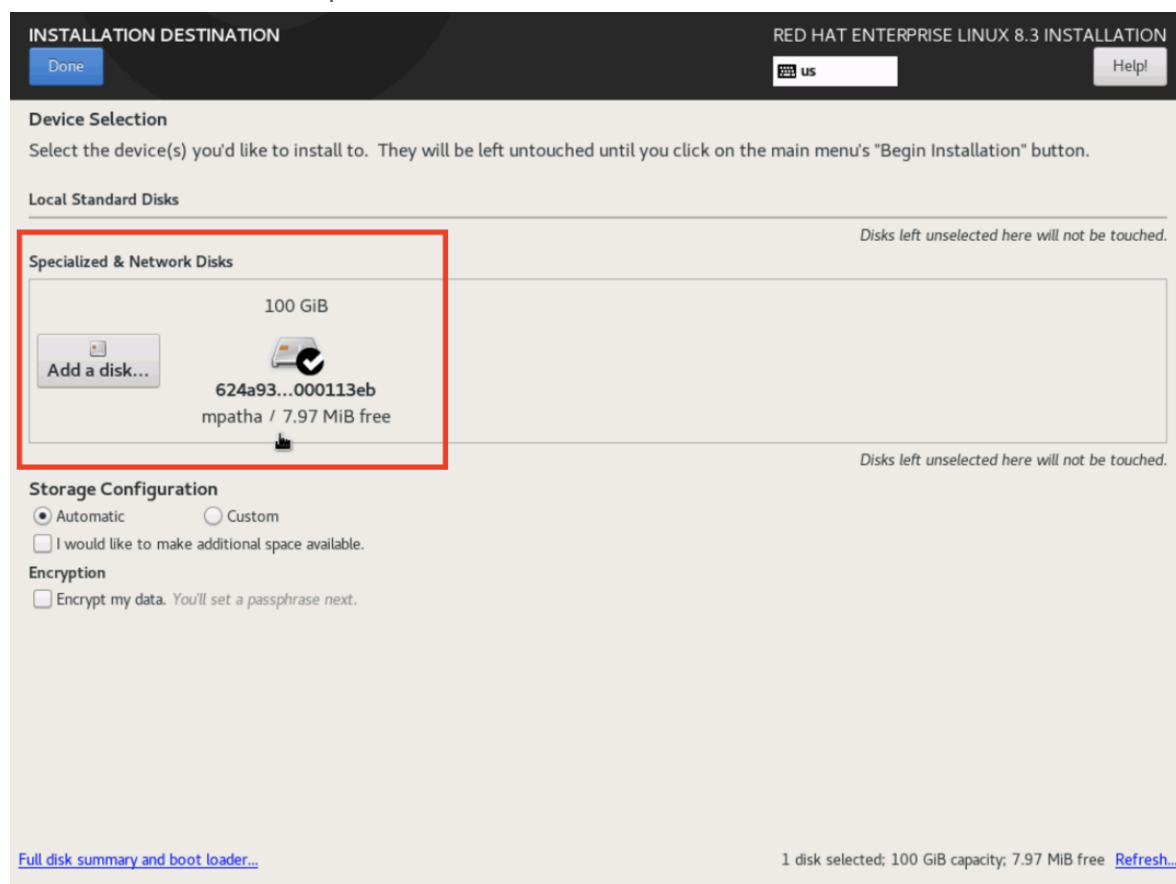 INSTALLATION DESTINATION
RED HAT ENTERPRISE LINUX 8.3 INSTALLATION
Done
us
Help!
Device Selection
Select the device(s) you'd like to install to. They will be left untouched until you click on the main menu's "Begin Installation" button.
Local Standard Disks
Disks left unselected here will not be touched.
Specialized & Network Disks
100 GiB
Add a disk...
624a93...000113eb
mpatha / 7.97 MiB free
Disks left unselected here will not be touched.
Storage Configuration
Automatic Custom
I would like to make additional space available.
Encryption
Encrypt my data. You'll set a passphrase next.
Full disk summary and boot loader...
1 disk selected; 100 GiB capacity; 7.97 MiB free Refresh...